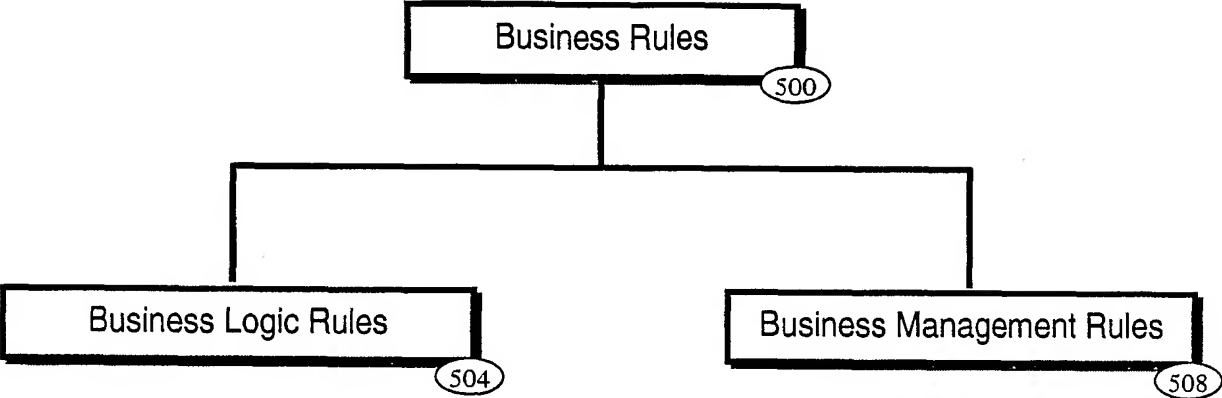 Business Rules
500
Business Logic Rules
504
Business Management Rules
508